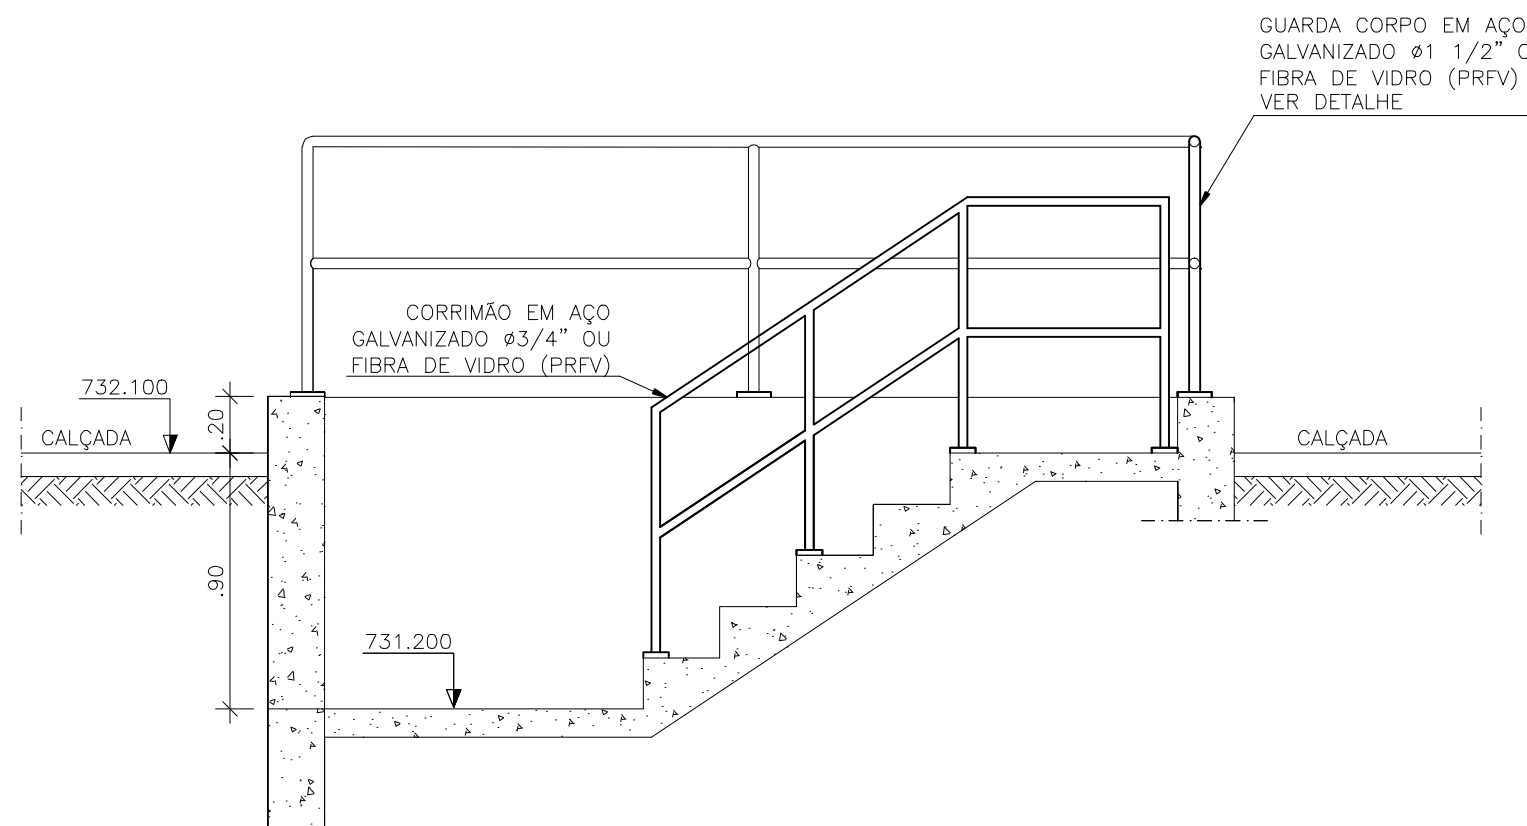 GUARDA CORPO EM AÇO
GALVANIZADO ø1 1/2”
FIBRA DE VIDRO (PRFV)
VER DETALHE
CORRIMÃO EM AÇO
GALVANIZADO ø3/4” OU
FIBRA DE VIDRO (PRFV)
732.100
.20
CALÇADA
CALÇADA
.90
731.200